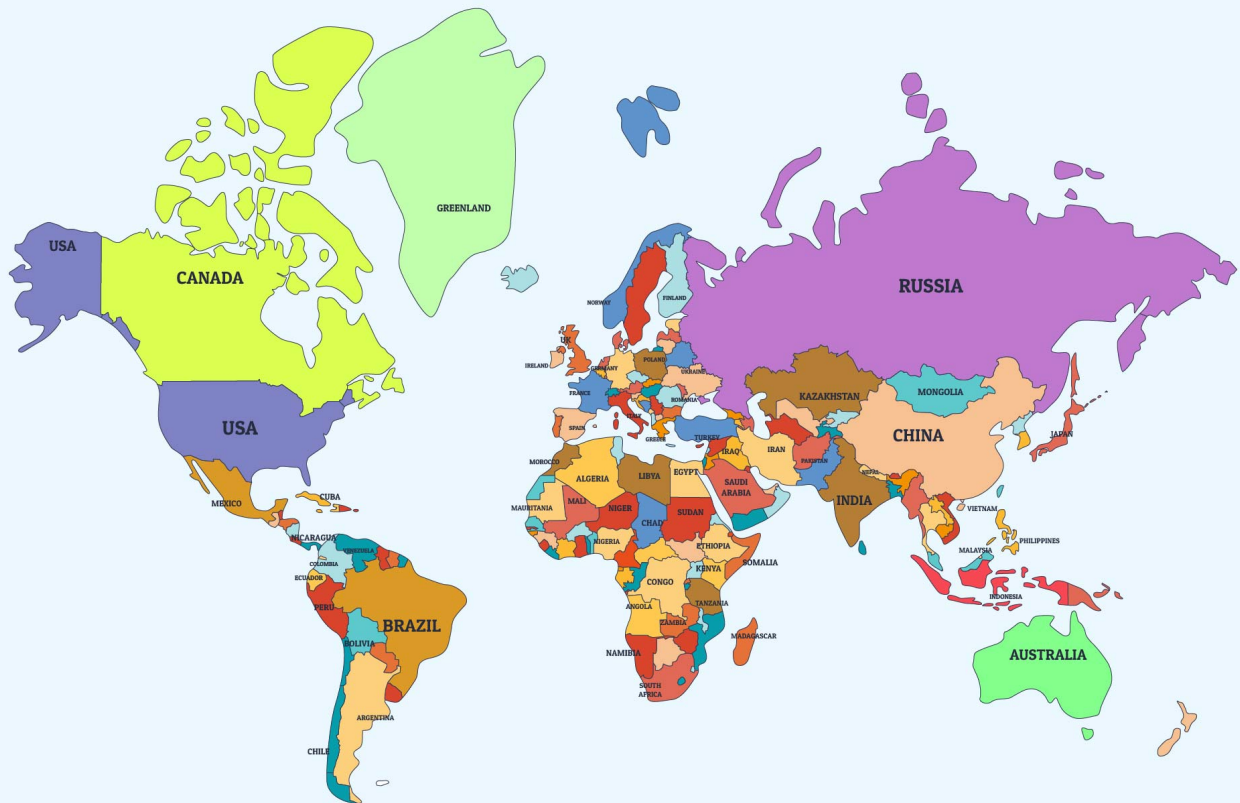 USA
CANADA
GREENLAND
USA
MEXICO
CUBA
NICARAGUA
VENEZUELA
COLOMBIA
ECUADOR
PERU
BRAZIL
BOLIVIA
ARGENTINA
CHILE
NORWAY
FINLAND
RUSSIA
UK
IRELAND
GERMANY
POLAND
UKRAINE
FRANCE
ROMANIA
SPAIN
ITALY
GREECE
TURKEY
KAZAKHSTAN
MONGOLIA
CHINA
JAPAN
MOROCCO
ALGERIA
LIBYA
EGYPT
IRAQ
IRAN
PAKISTAN
NEPAL
INDIA
SAUDI
ARABIA
MAURITANIA
MALI
NIGER
CHAD
SUDAN
NIGERIA
ETHIOPIA
SOMALIA
KENYA
CONGO
TANZANIA
ANGOLA
ZAMBIA
MADAGASCAR
NAMIBIA
SOUTH
AFRICA
VIETNAM
PHILIPPINES
MALAYSIA
INDONESIA
AUSTRALIA